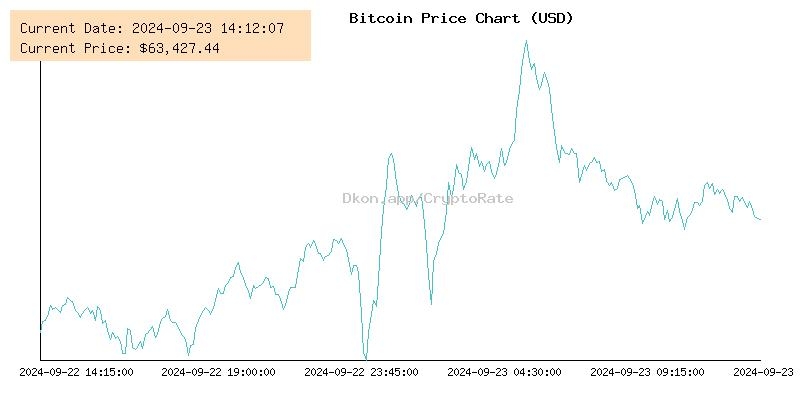 Bitcoin Price Chart (USD)
Current Date: 2024-09-23 14:12:07
Current Price: $63,427.44
Dkon.app/CryptoRate
2024-09-22 14:15:00 2024-09-22 19:00:00 2024-09-22 23:45:00 2024-09-23 04:30:00 2024-09-23 09:15:00 2024-09-23